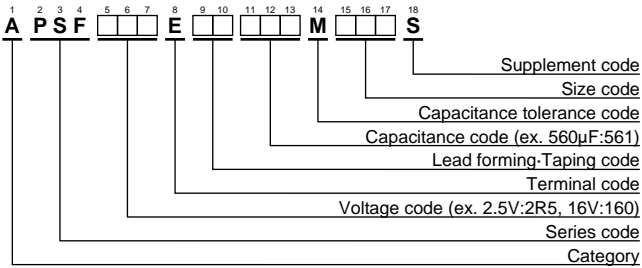 1 2 3 4 5 6 7 8 9 10 11 12 13 14 15 16 17 18
A P S F E M S
Supplement code
Size code
Capacitance tolerance code
Capacitance code (ex. 560µF:561)
Lead forming·Taping code
Terminal code
Voltage code (ex. 2.5V:2R5, 16V:160)
Series code
Category